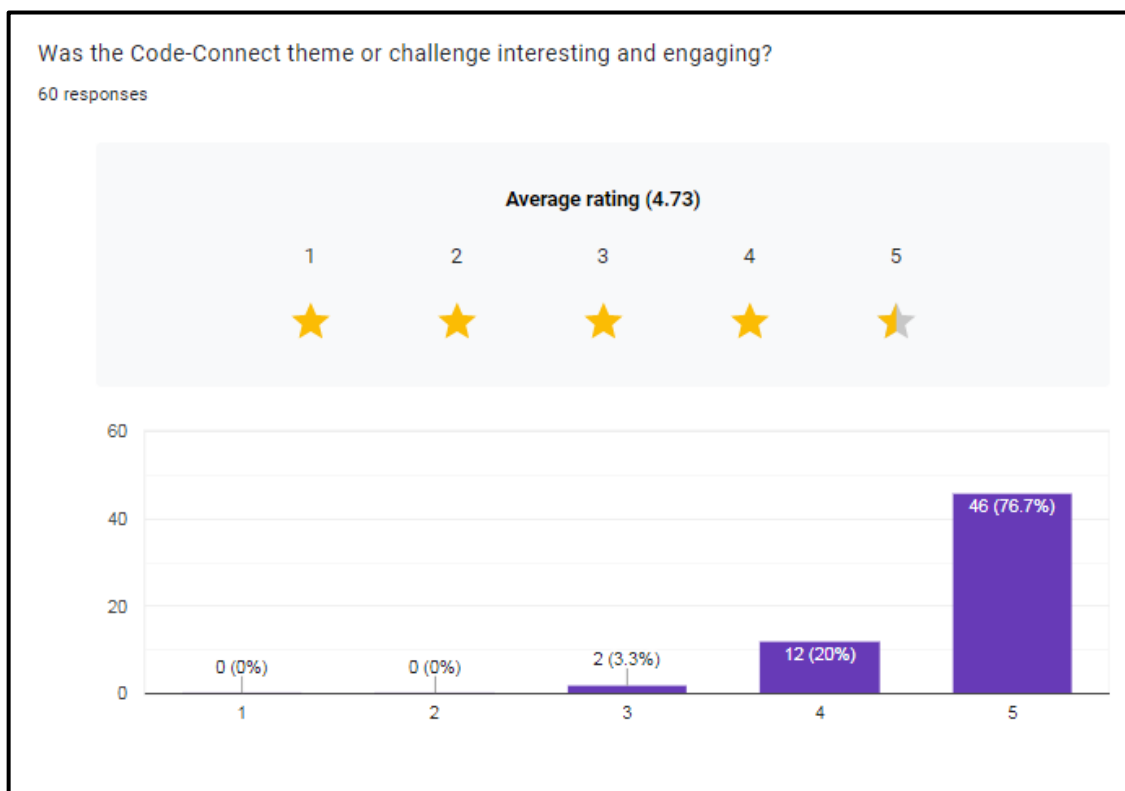 Was the Code-Connect theme or challenge interesting and engaging?
60 responses
Average rating (4.73)
1 2 3 4 5
60
40
20
0
0 (0%) 0 (0%) 2 (3.3%) 12 (20%) 46 (76.7%)
1 2 3 4 5